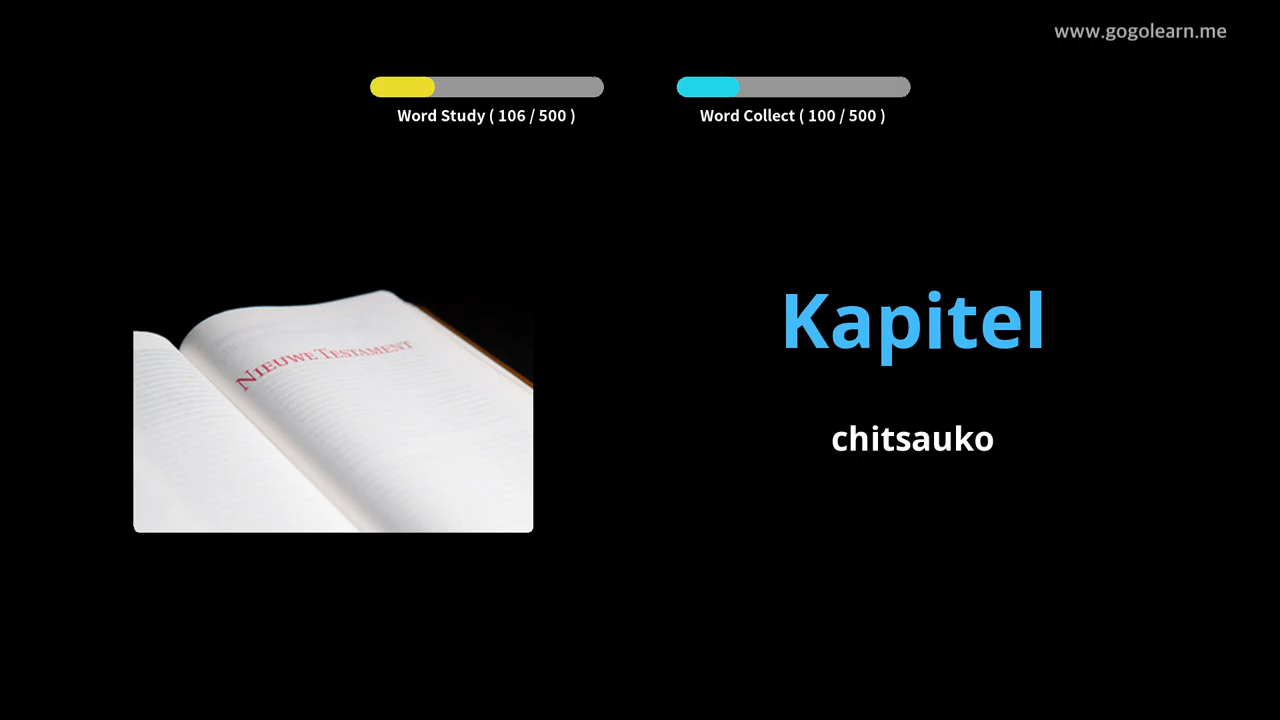 www.gogolearn.me
Word Study ( 106 / 500 )
Word Collect ( 100 / 500 )
NIEUWE TESTAMENT
Kapitel
chitsauko